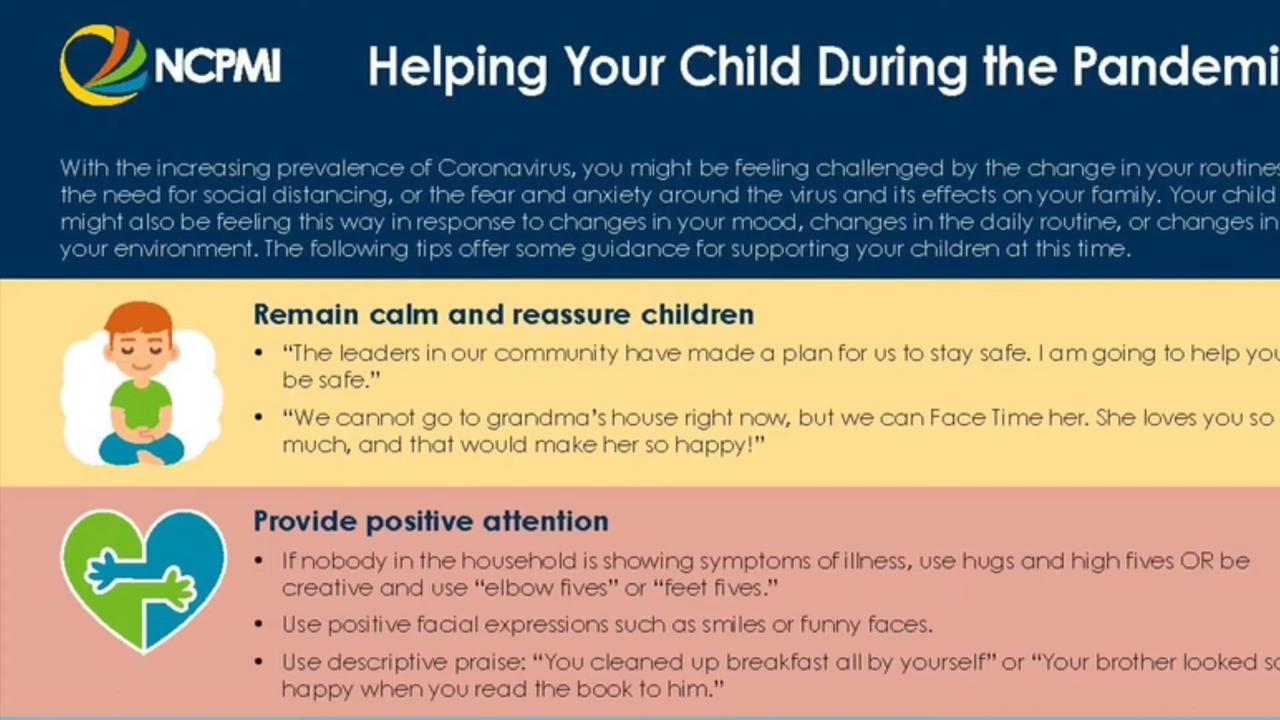 NCPMI
Helping Your Child During the Pandemi
With the increasing prevalence of Coronavirus, you might be feeling challenged by the change in your routines
the need for social distancing, or the fear and anxiety around the virus and its effects on your family. Your child
might also be feeling this way in response to changes in your mood, changes in the daily routine, or changes in
your environment. The following tips offer some guidance for supporting your children at this time.
Remain calm and reassure children
• “The leaders in our community have made a plan for us to stay safe. I am going to help you
be safe.”
• “We cannot go to grandma’s house right now, but we can Face Time her. She loves you so
much, and that would make her so happy!”
Provide positive attention
• If nobody in the household is showing symptoms of illness, use hugs and high fives OR be
creative and use “elbow fives” or “feet fives.”
• Use positive facial expressions such as smiles or funny faces.
• Use descriptive praise: “You cleaned up breakfast all by yourself” or “Your brother looked so
happy when you read the book to him.”